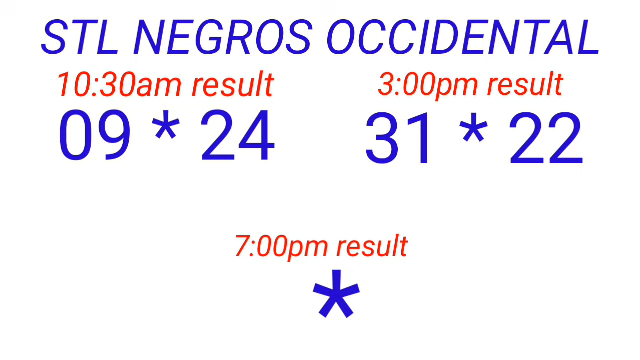 STL NEGROS OCCIDENTAL
10:30am result 3:00pm result
09 * 24 31 * 22
7:00pm result
*